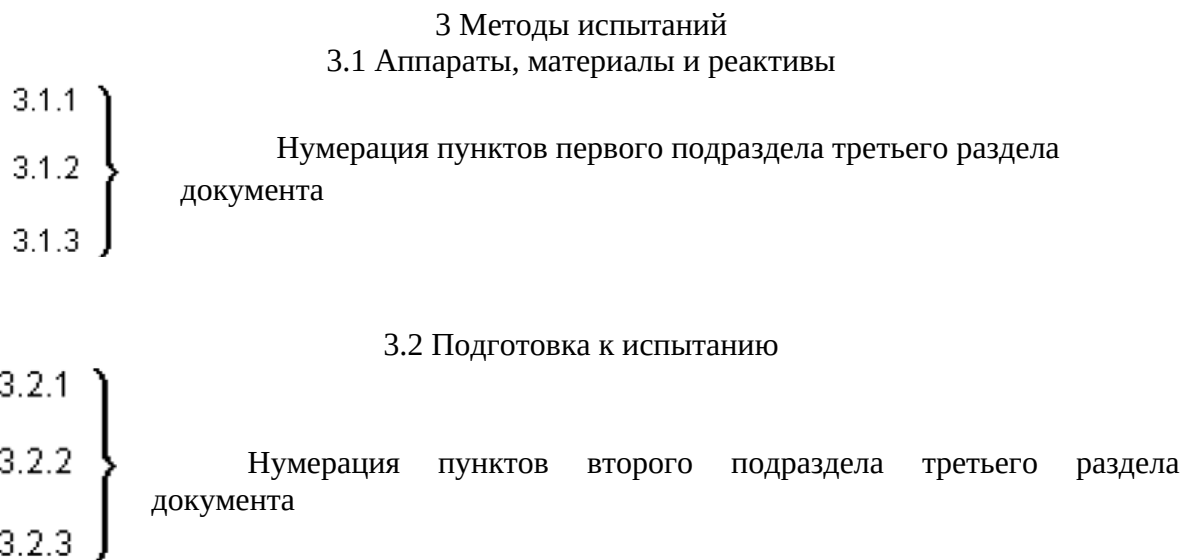 3 Методы испытаний
3.1 Аппараты, материалы и реактивы
3.1.1
3.1.2
3.1.3
Нумерация пунктов первого подраздела третьего раздела
документа
3.2 Подготовка к испытанию
3.2.1
3.2.2
3.2.3
Нумерация пунктов второго подраздела третьего раздела
документа